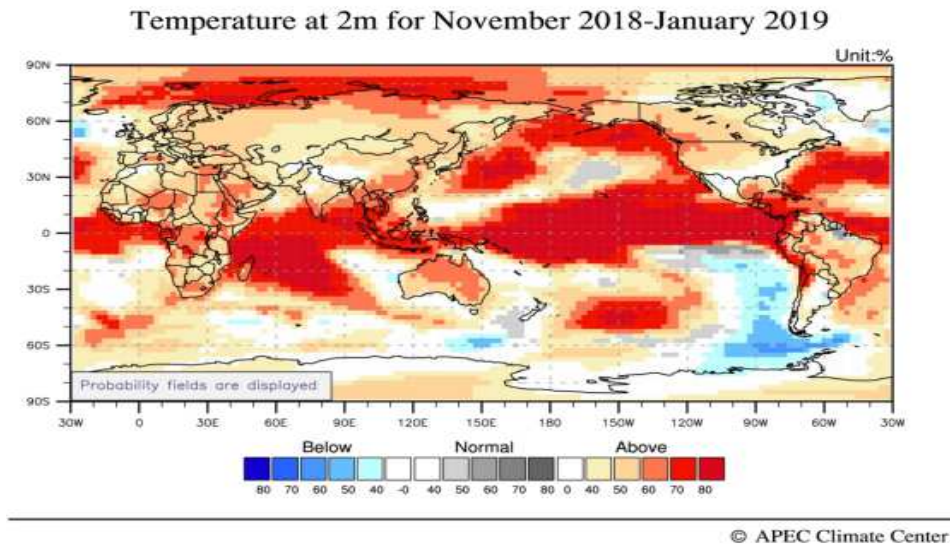 Temperature at 2m for November 2018-January 2019
Unit:%
90N
60N
30N
0
30S
60S
90S
Probability fields are displayed
30W 0 30E 60E 90E 120E 150E 180 150W 120W 90W 60W 30W
Below Normal Above
80 70 60 50 40 -0 40 50 60 70 80 0 40 50 60 70 80
© APEC Climate Center